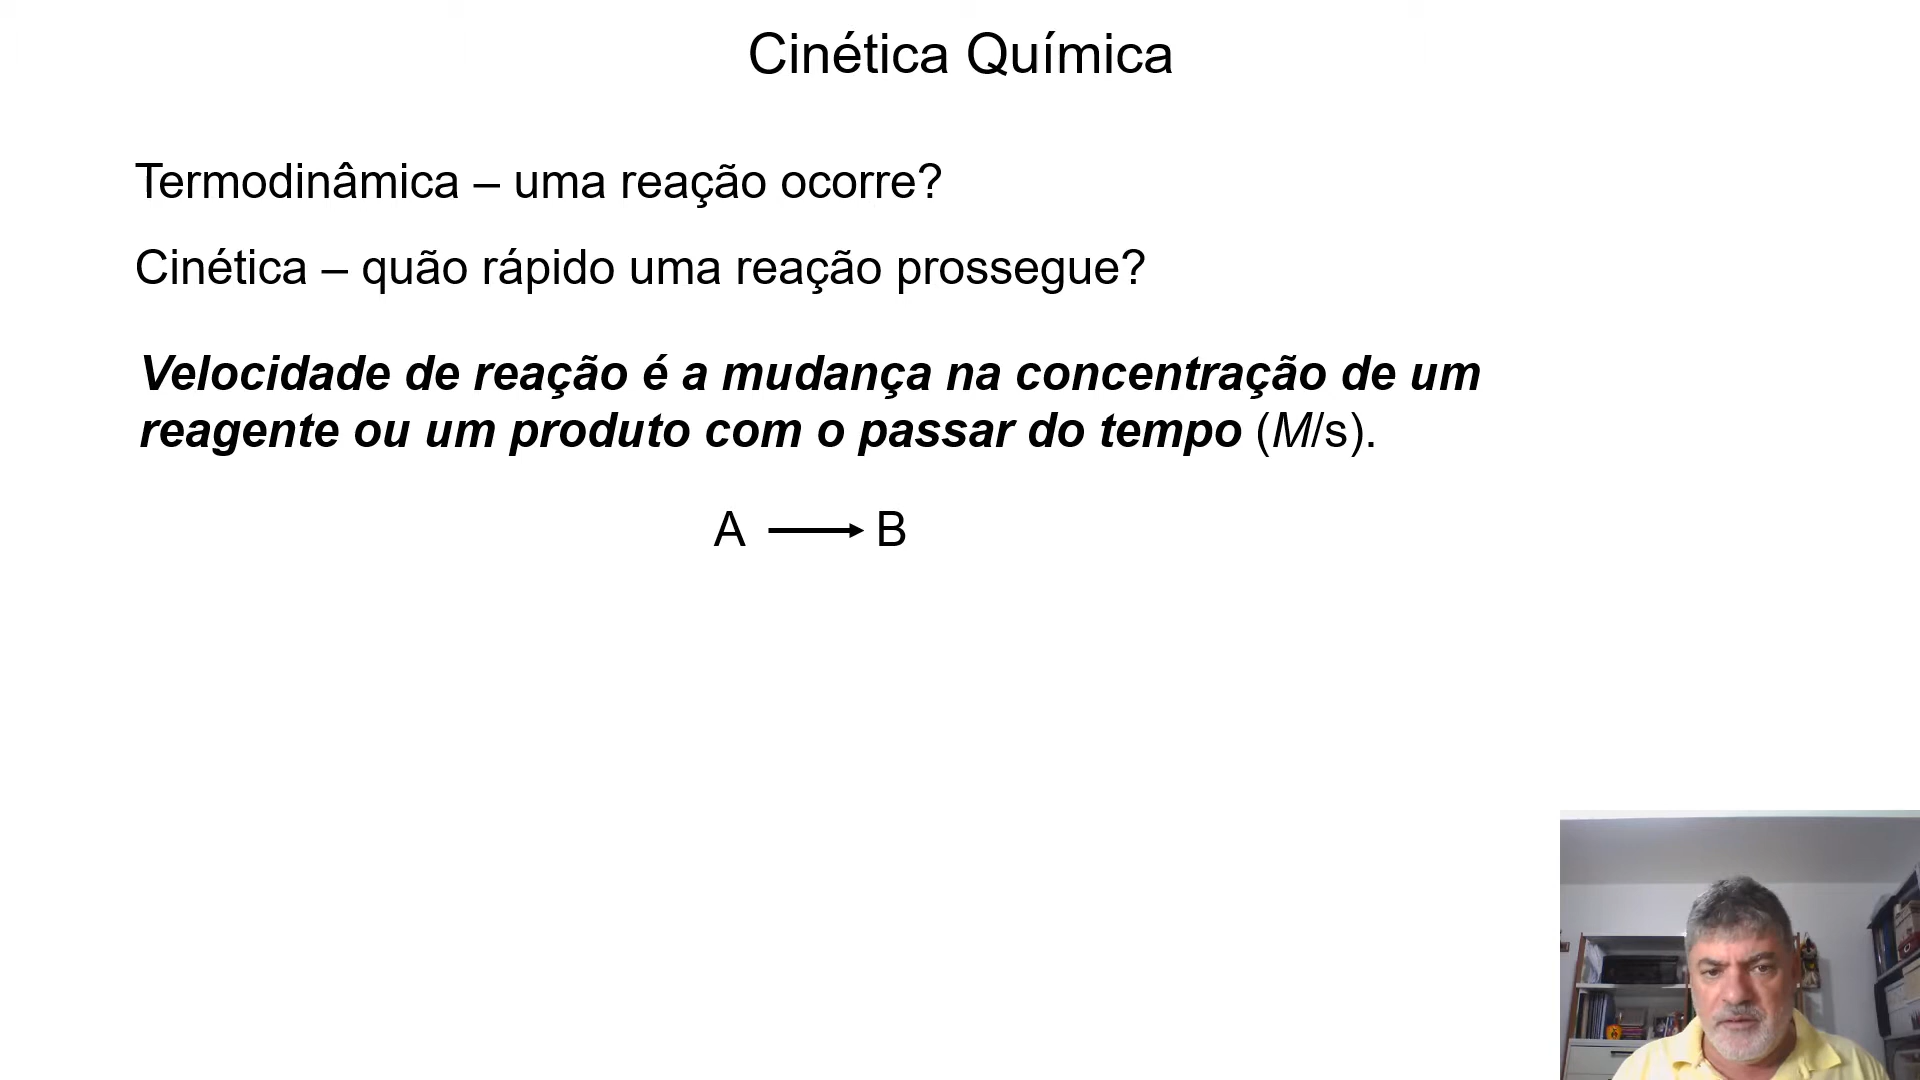 Cinética Química
Termodinâmica – uma reação ocorre?
Cinética – quão rápido uma reação prossegue?
Velocidade de reação é a mudança na concentração de um
reagente ou um produto com o passar do tempo (M/s).
A ⟶ B